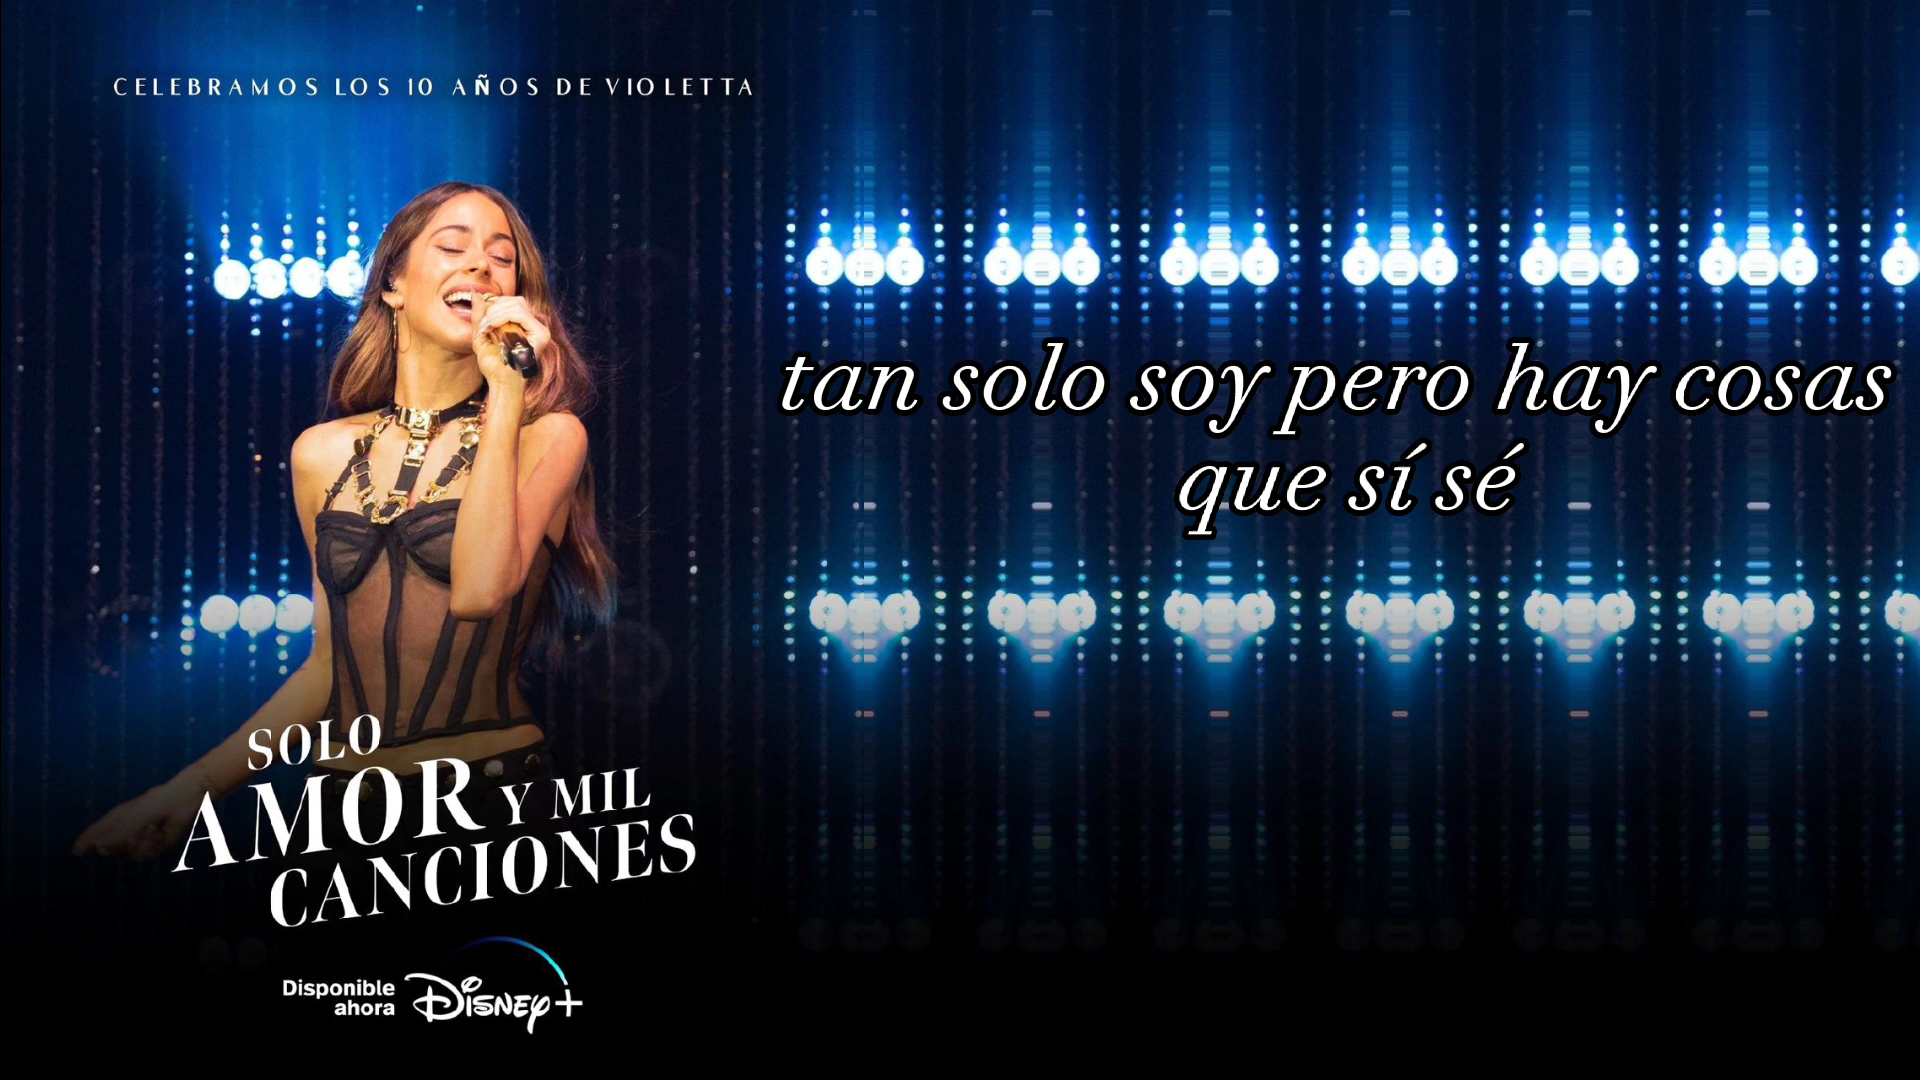 CELEBRAMOS LOS 10 AÑOS DE VIOLETTA
tan solo soy pero hay cosas
que sí sé
SOLO
AMOR Y MIL
CANCIONES
Disponible
ahora
Disney+